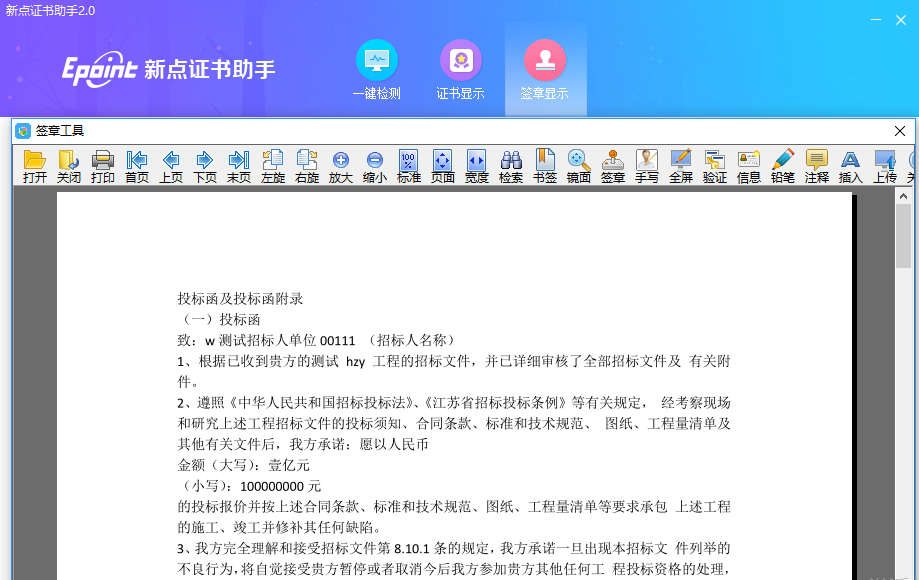 新点证书助手2.0
Epoint 新点证书助手
一键检测 证书显示 签章显示
签章工具
打开 关闭 打印 首页 上页 下页 末页 左旋 右旋 放大 缩小 标准 页面 宽度 检索 书签 镜面 签章 手写 全屏 验证 信息 铅笔 注释 插入 上传
投标函及投标函附录
（一）投标函
致：w 测试招标人单位 00111 （招标人名称）
1、根据已收到贵方的测试 hzy 工程的招标文件，并已详细审核了全部招标文件及 有关附
件。
2、遵照《中华人民共和国招标投标法》、《江苏省招标投标条例》等有关规定， 经考察现场
和研究上述工程招标文件的投标须知、合同条款、标准和技术规范、 图纸、工程量清单及
其他有关文件后，我方承诺：愿以人民币
金额（大写）：壹亿元
（小写）：100000000 元
的投标报价并按上述合同条款、标准和技术规范、图纸、工程量清单等要求承包 上述工程
的施工、竣工并修补其任何缺陷。
3、我方完全理解和接受招标文件第 8.10.1 条的规定，我方承诺一旦出现本招标文 件列举的
不良行为，将自觉接受贵方暂停或者取消今后我方参加贵方其他任何工 程投标资格的处理，